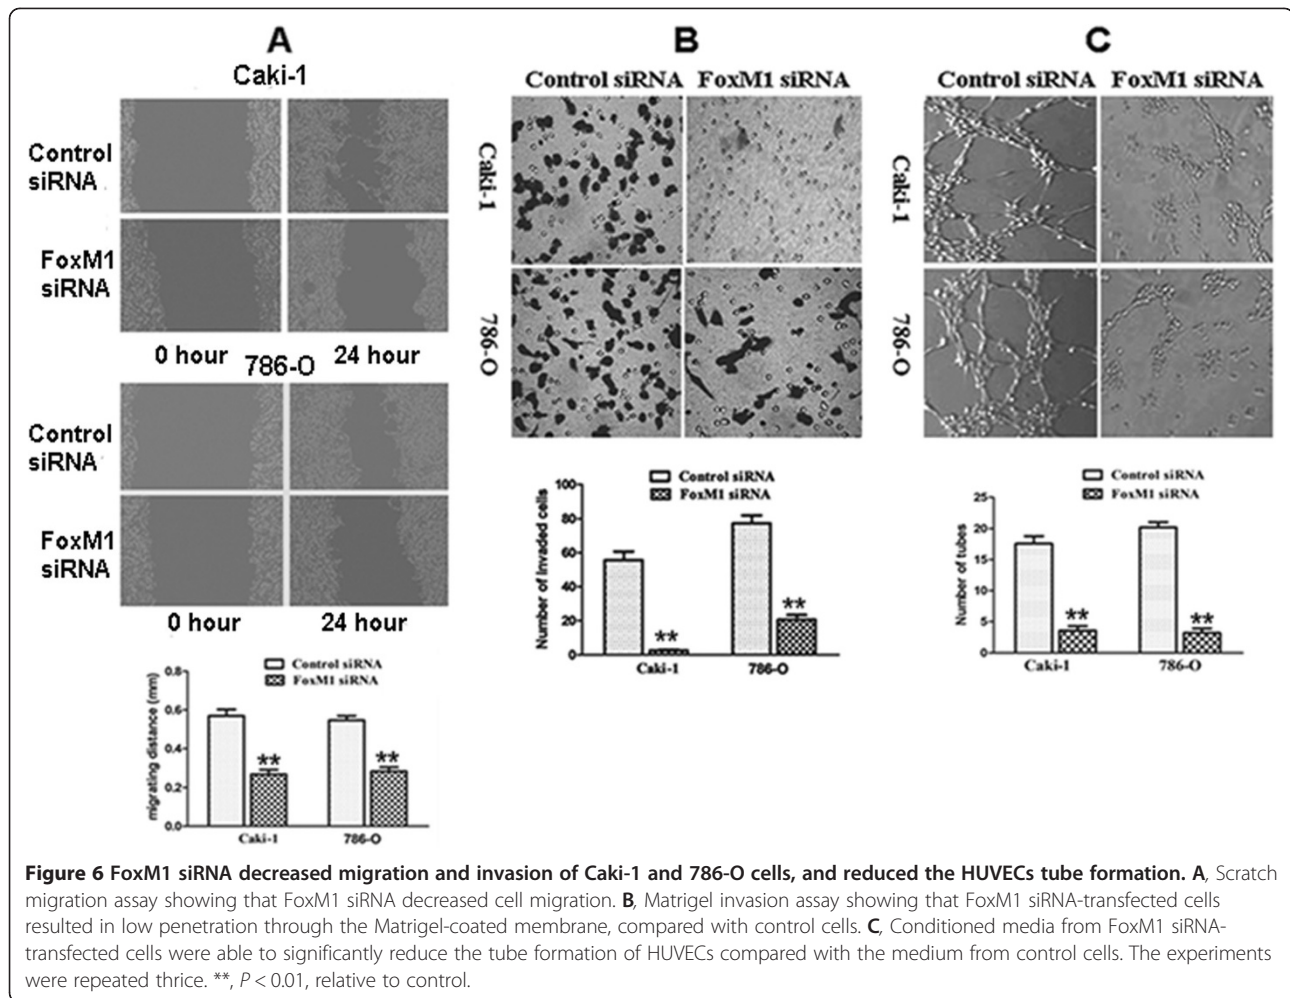 A
Caki-1
Control
siRNA
FoxM1
siRNA
0 hour 786-O 24 hour
Control
siRNA
FoxM1
siRNA
0 hour 24 hour
Control siRNA
FoxM1 siRNA
migrating distance (mm)
0.8
0.6
0.4
0.2
0.0
**
**
Caki-1 786-O
B
Control siRNA FoxM1 siRNA
Caki-1
786-O
Control siRNA
FoxM1 siRNA
Number of invaded cells
100
80
60
40
20
0
**
**
Caki-1 786-O
C
Control siRNA FoxM1 siRNA
Caki-1
786-O
Control siRNA
FoxM1 siRNA
Number of tubes
25
20
15
10
5
0
**
**
Caki-1 786-O
Figure 6 FoxM1 siRNA decreased migration and invasion of Caki-1 and 786-O cells, and reduced the HUVECs tube formation. A, Scratch
migration assay showing that FoxM1 siRNA decreased cell migration. B, Matrigel invasion assay showing that FoxM1 siRNA-transfected cells
resulted in low penetration through the Matrigel-coated membrane, compared with control cells. C, Conditioned media from FoxM1 siRNA-
transfected cells were able to significantly reduce the tube formation of HUVECs compared with the medium from control cells. The experiments
were repeated thrice. **, P < 0.01, relative to control.